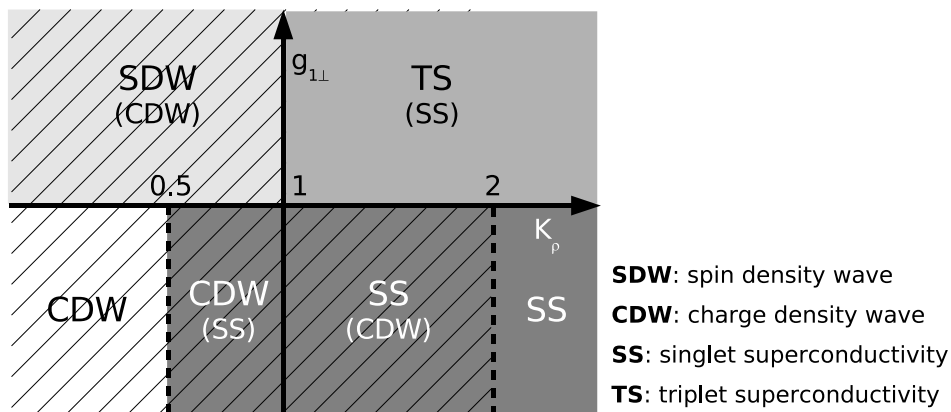 SDW
(CDW)
g1⊥
TS
(SS)
0.5
1
2
Kρ
CDW
CDW
(SS)
SS
(CDW)
SS
SDW: spin density wave
CDW: charge density wave
SS: singlet superconductivity
TS: triplet superconductivity